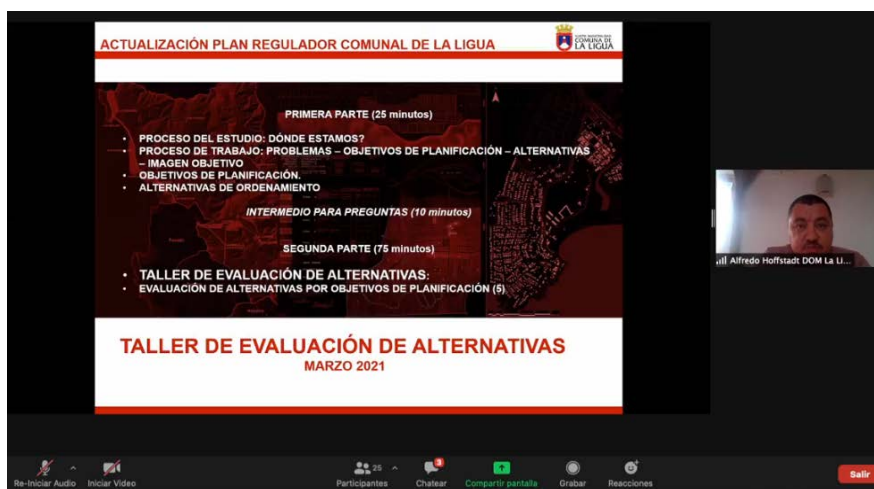 ACTUALIZACIÓN PLAN REGULADOR COMUNAL DE LA LIGUA
COMUNA DE
LA LIGUA
PRIMERA PARTE (25 minutos)
• PROCESO DEL ESTUDIO: DÓNDE ESTAMOS?
• PROCESO DE TRABAJO: PROBLEMAS – OBJETIVOS DE PLANIFICACIÓN – ALTERNATIVAS
– IMAGEN OBJETIVO
• OBJETIVOS DE PLANIFICACIÓN.
• ALTERNATIVAS DE ORDENAMIENTO
INTERMEDIO PARA PREGUNTAS (10 minutos)
SEGUNDA PARTE (75 minutos)
• TALLER DE EVALUACIÓN DE ALTERNATIVAS:
• EVALUACIÓN DE ALTERNATIVAS POR OBJETIVOS DE PLANIFICACIÓN (5)
TALLER DE EVALUACIÓN DE ALTERNATIVAS
MARZO 2021
Alfredo Hoffstadt DOM La Li...
Re-Iniciar Audio
Iniciar Video
25
Participantes
3
Chatear
Compartir pantalla
Grabar
Reacciones
Salir